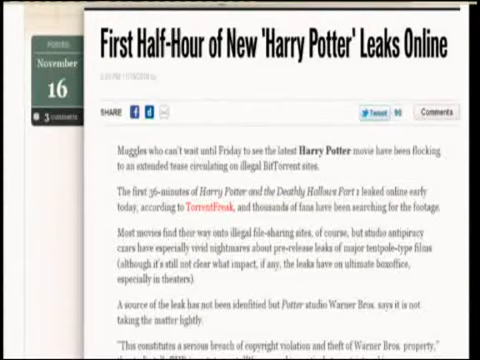 First Half-Hour of New 'Harry Potter' Leaks Online
POSTED:
November
16
3 comments
SHARE
Tweet
Comments
Muggles who can't wait until Friday to see the latest Harry Potter movie have been flocking
to an extended tease circulating on illegal BitTorrent sites.
The first 36-minutes of Harry Potter and the Deathly Hallows Part 1 leaked online early
today, according to TorrentFreak, and thousands of fans have been searching for the footage.
Most movies find their way onto illegal file-sharing sites, of course, but studio antipiracy
czars have especially vivid nightmares about pre-release leaks of major tentpole-type films
(although it's still not clear what impact, if any, the leaks have on ultimate boxoffice,
especially in theaters)
A source of the leak has not been idenfitied but Potter studio Warner Bros. says it is not
taking the matter lightly.
"This constitutes a serious breach of copyright violation and theft of Warner Bros. property,"